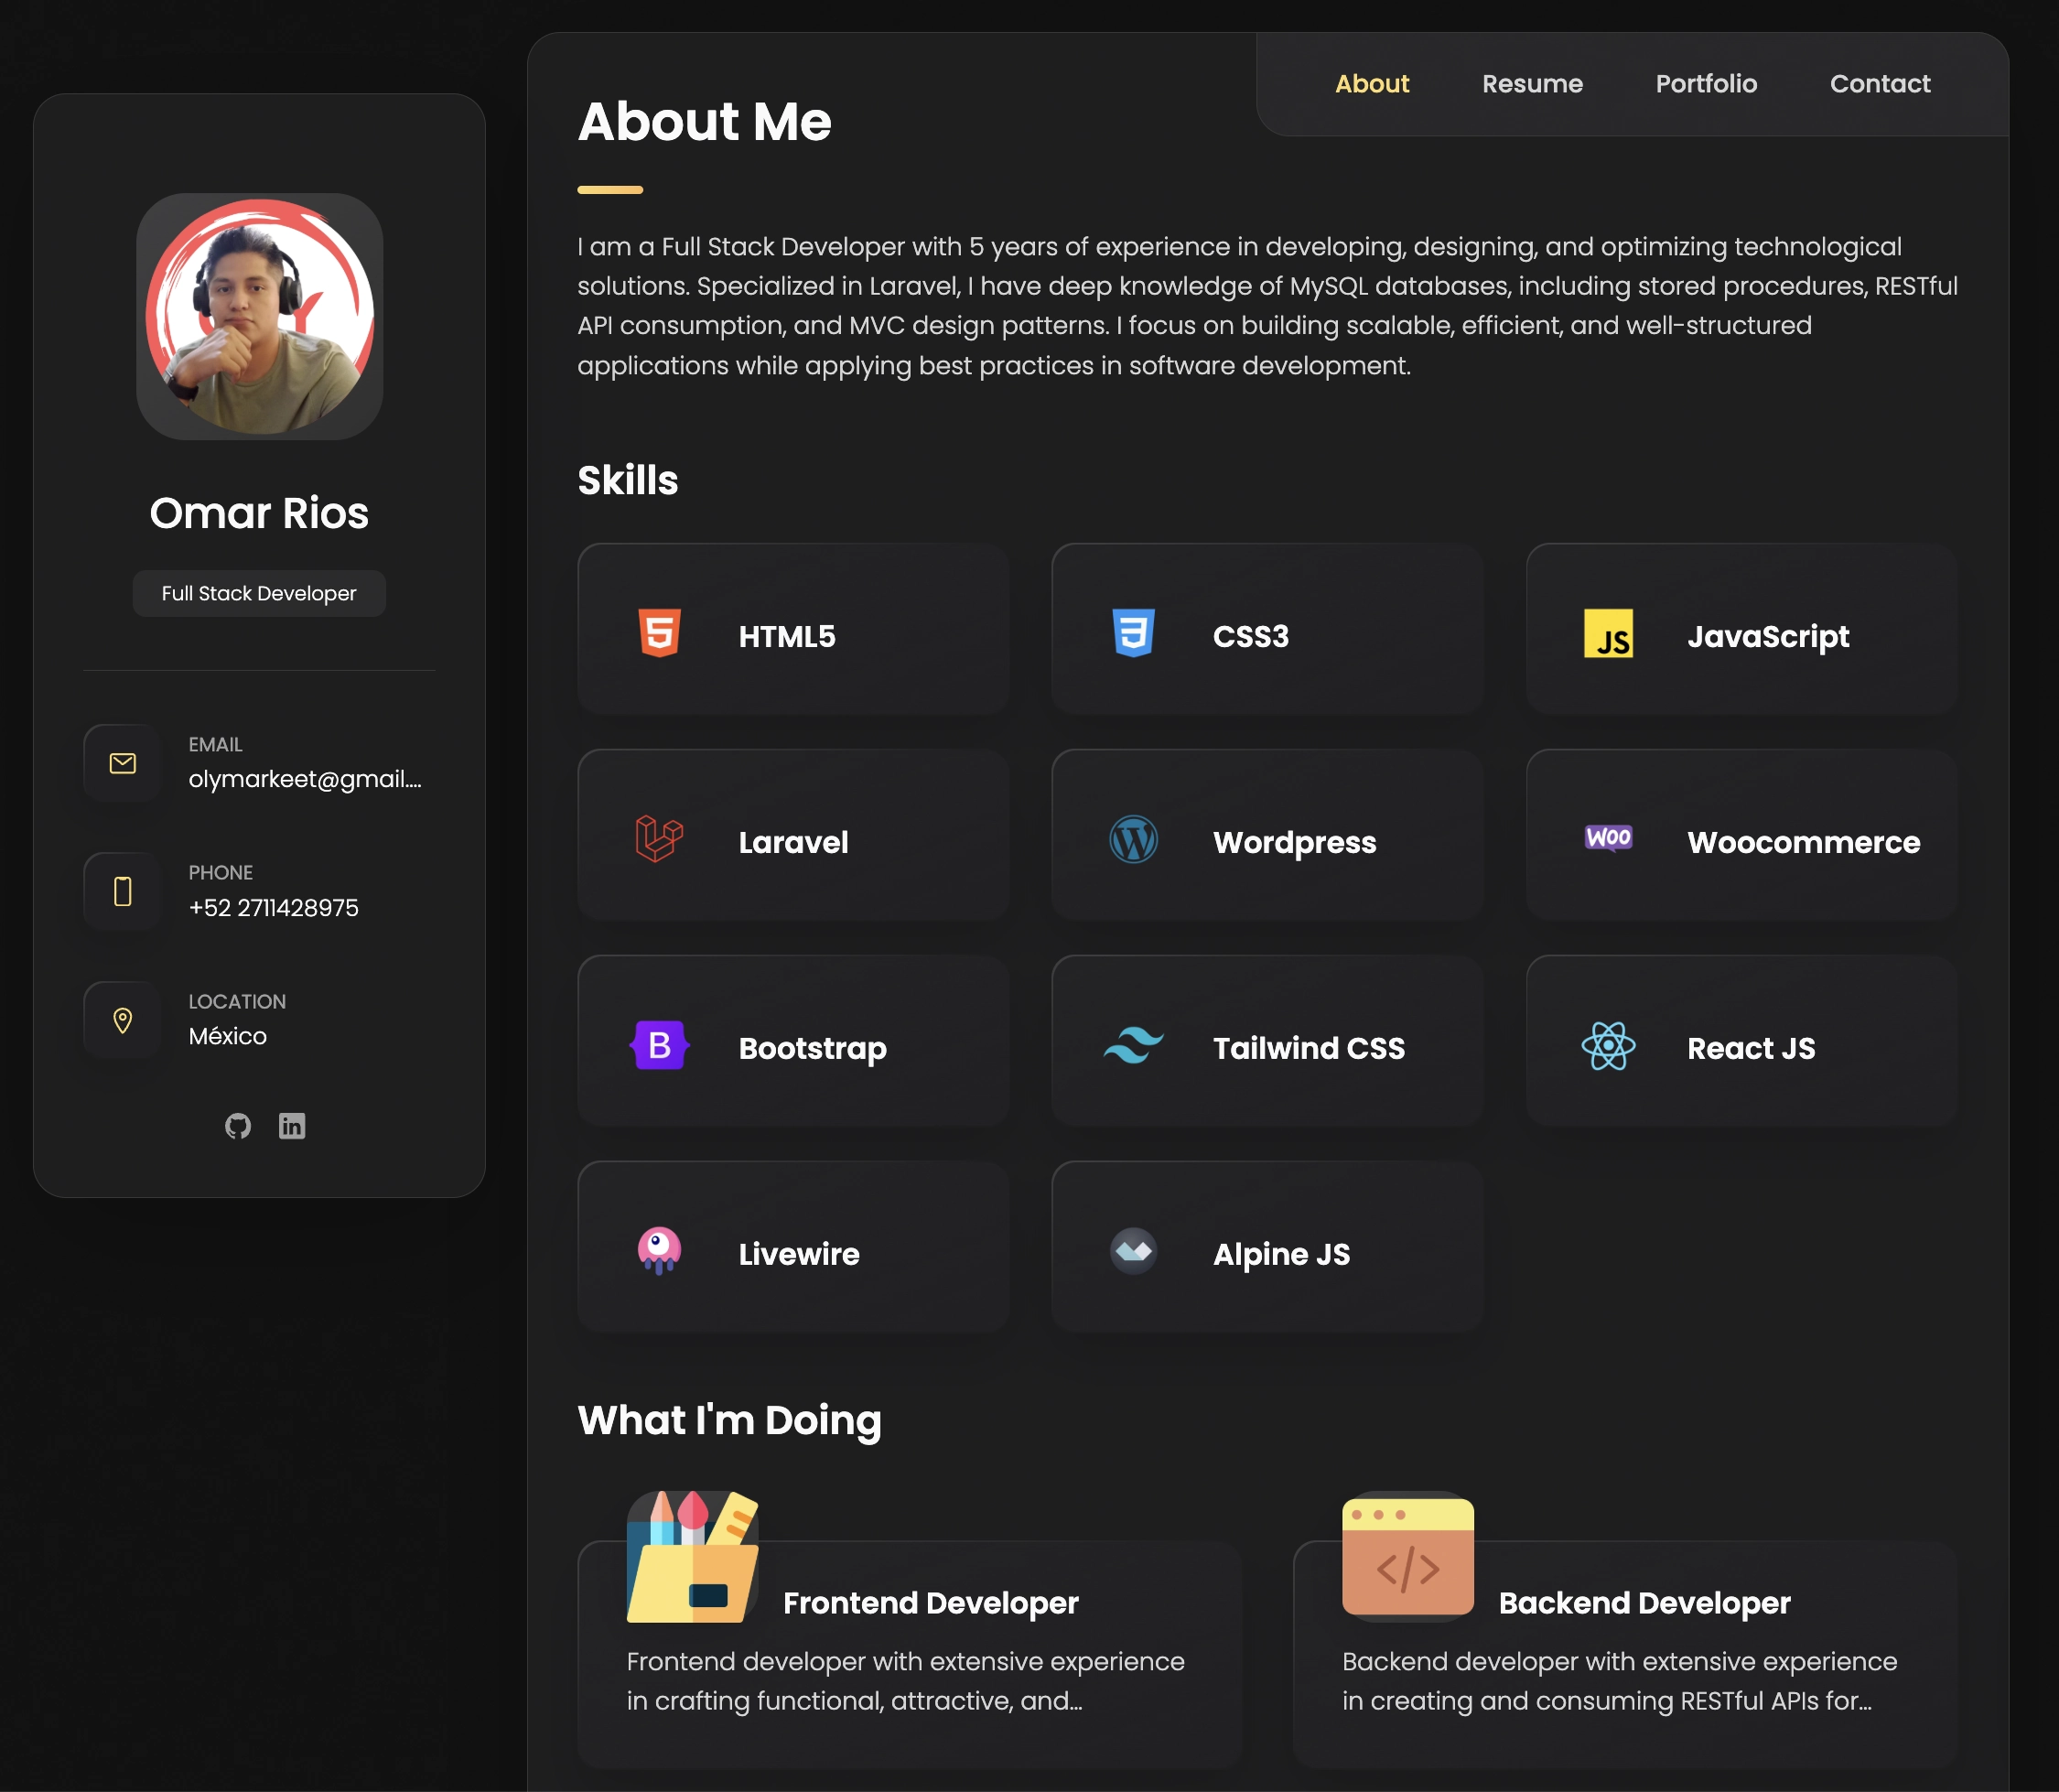 Omar Rios
Full Stack Developer
EMAIL
olymarkeet@gmail....
PHONE
+52 2711428975
LOCATION
México
in
About
Resume
Portfolio
Contact
About Me
I am a Full Stack Developer with 5 years of experience in developing, designing, and optimizing technological
solutions. Specialized in Laravel, I have deep knowledge of MySQL databases, including stored procedures, RESTful
API consumption, and MVC design patterns. I focus on building scalable, efficient, and well-structured
applications while applying best practices in software development.
Skills
5
HTML5
3
CSS3
JS
JavaScript
Laravel
W
Wordpress
Woo
Woocommerce
B
Bootstrap
Tailwind CSS
React JS
Livewire
Alpine JS
What I'm Doing
Frontend Developer
Frontend developer with extensive experience
in crafting functional, attractive, and...
</>
Backend Developer
Backend developer with extensive experience
in creating and consuming RESTful APIs for...